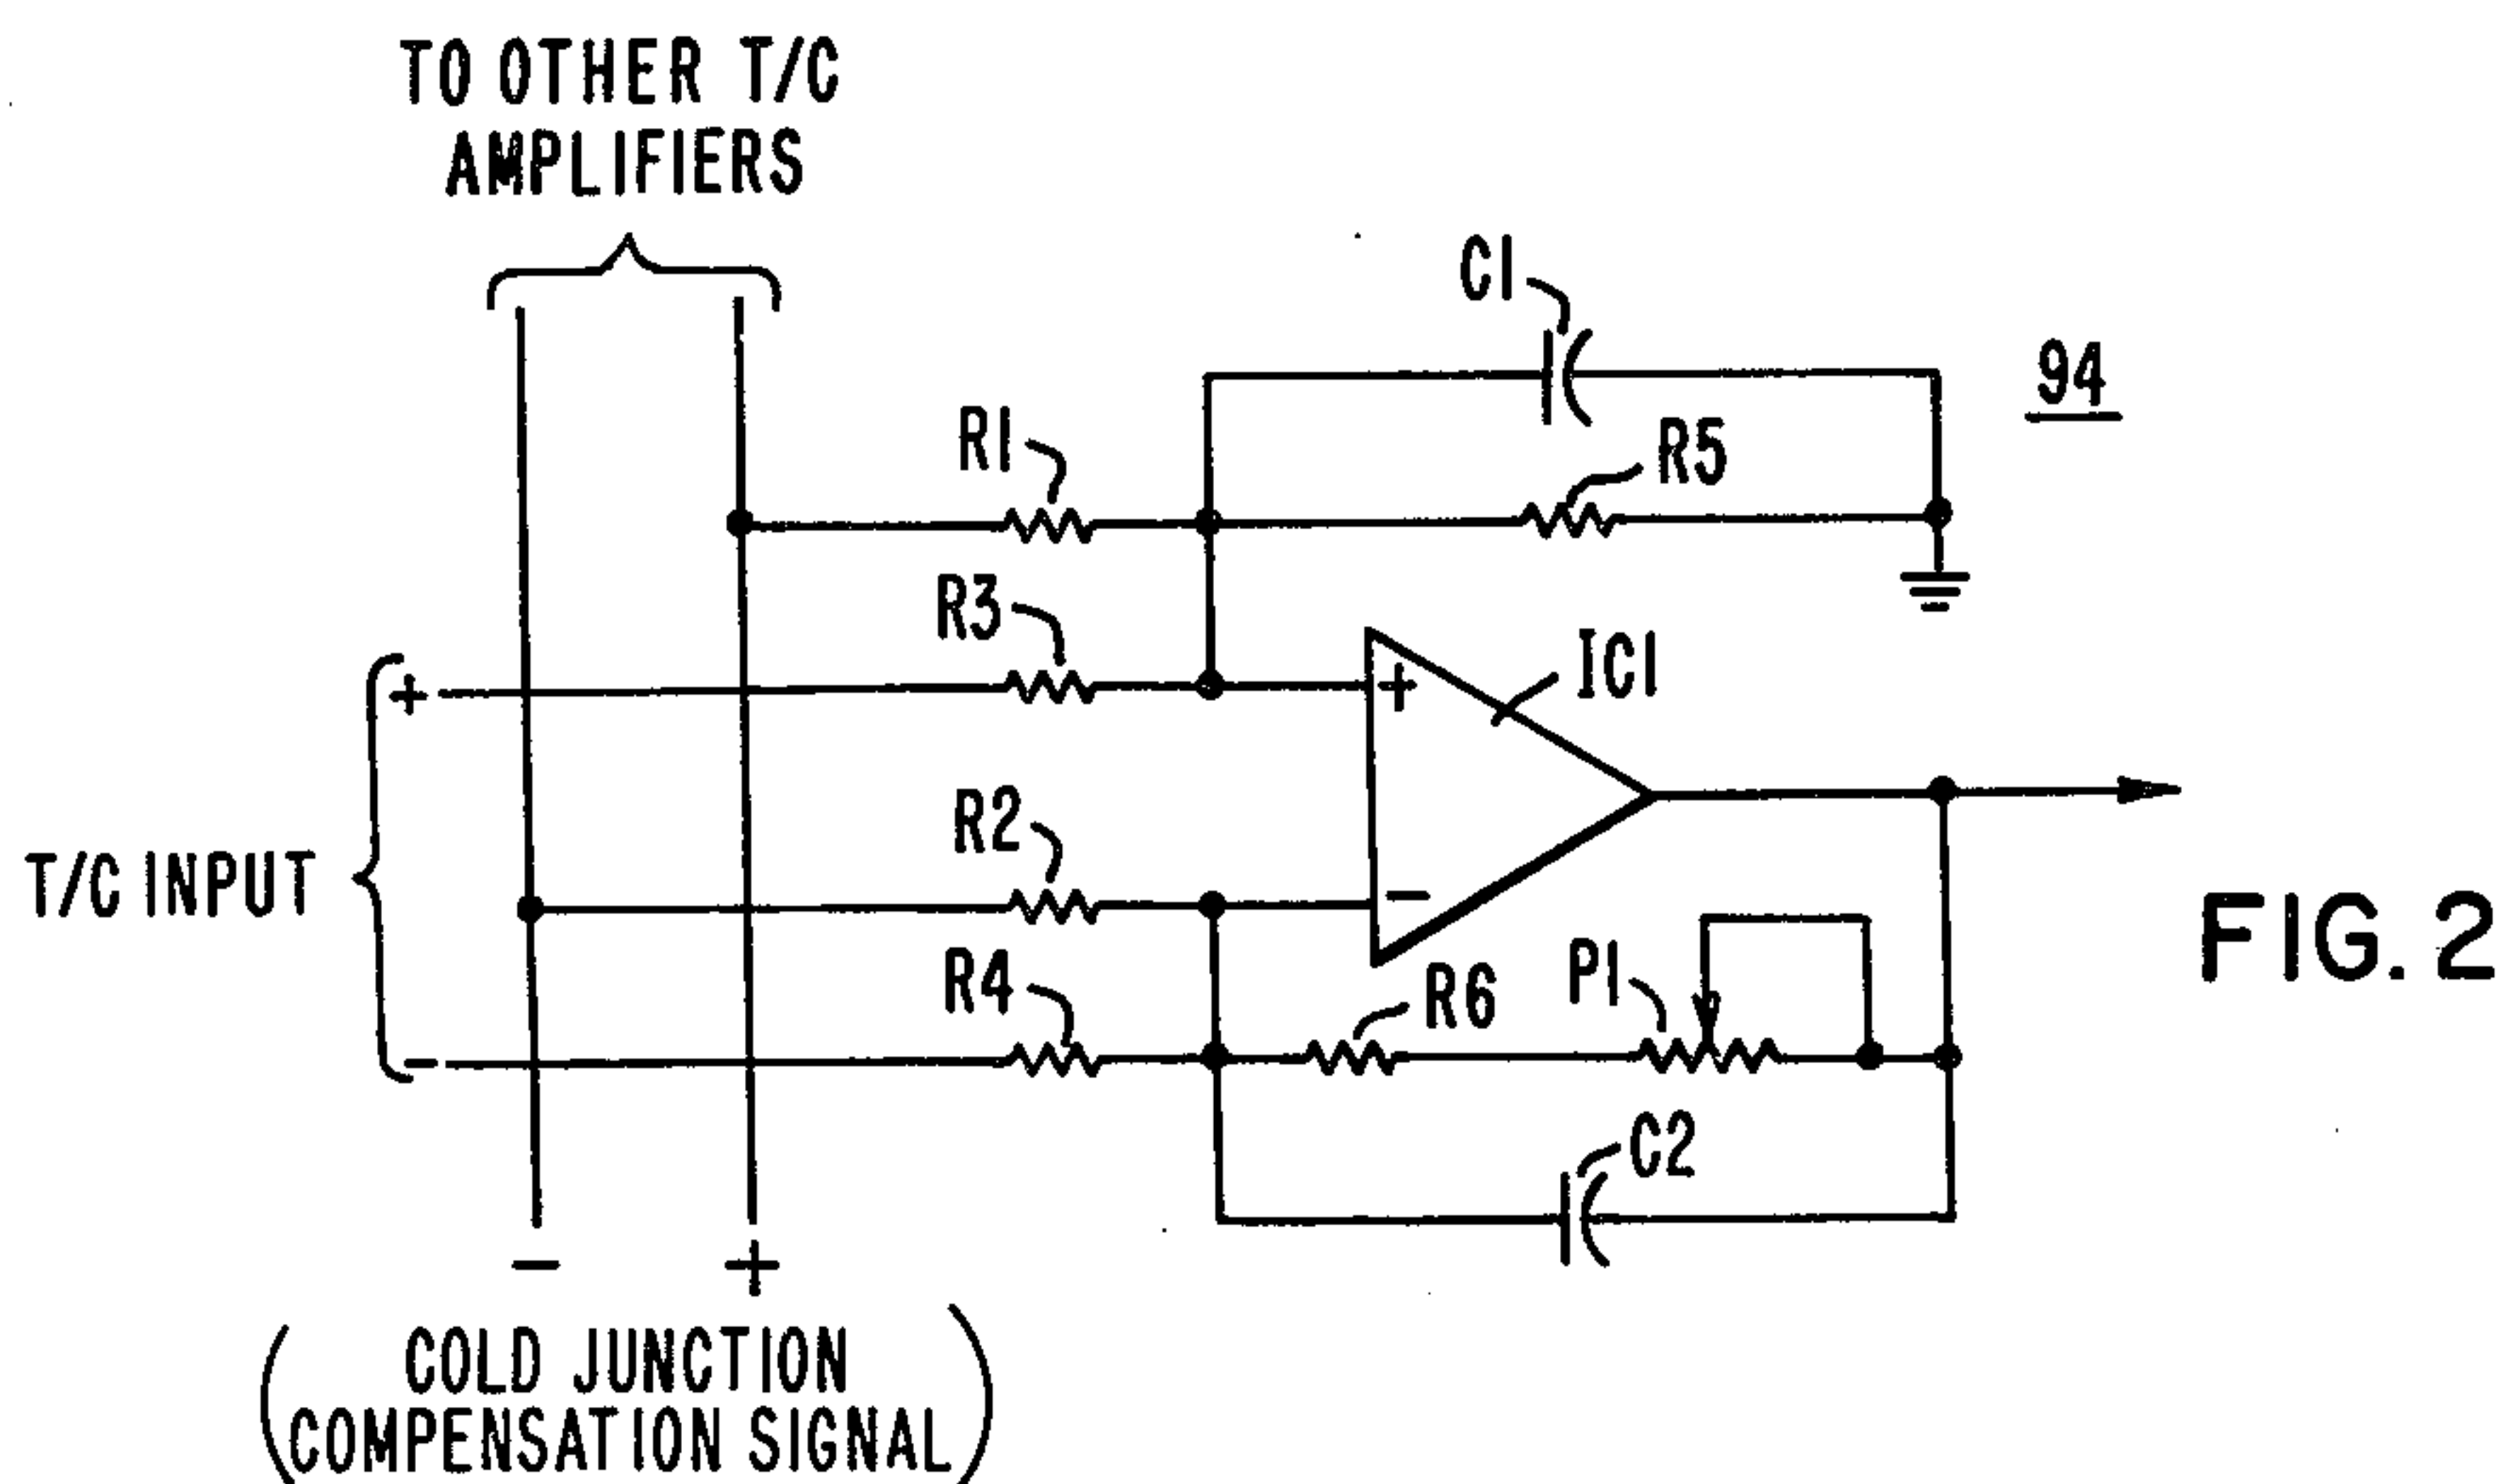 TO OTHER T/C
AMPLIFIERS
C1
94
R1
R5
R3
IC1
+
+
R2
T/C INPUT
-
FIG. 2
R4
R6
P1
-
C2
- +
(COLD JUNCTION
COMPENSATION SIGNAL)